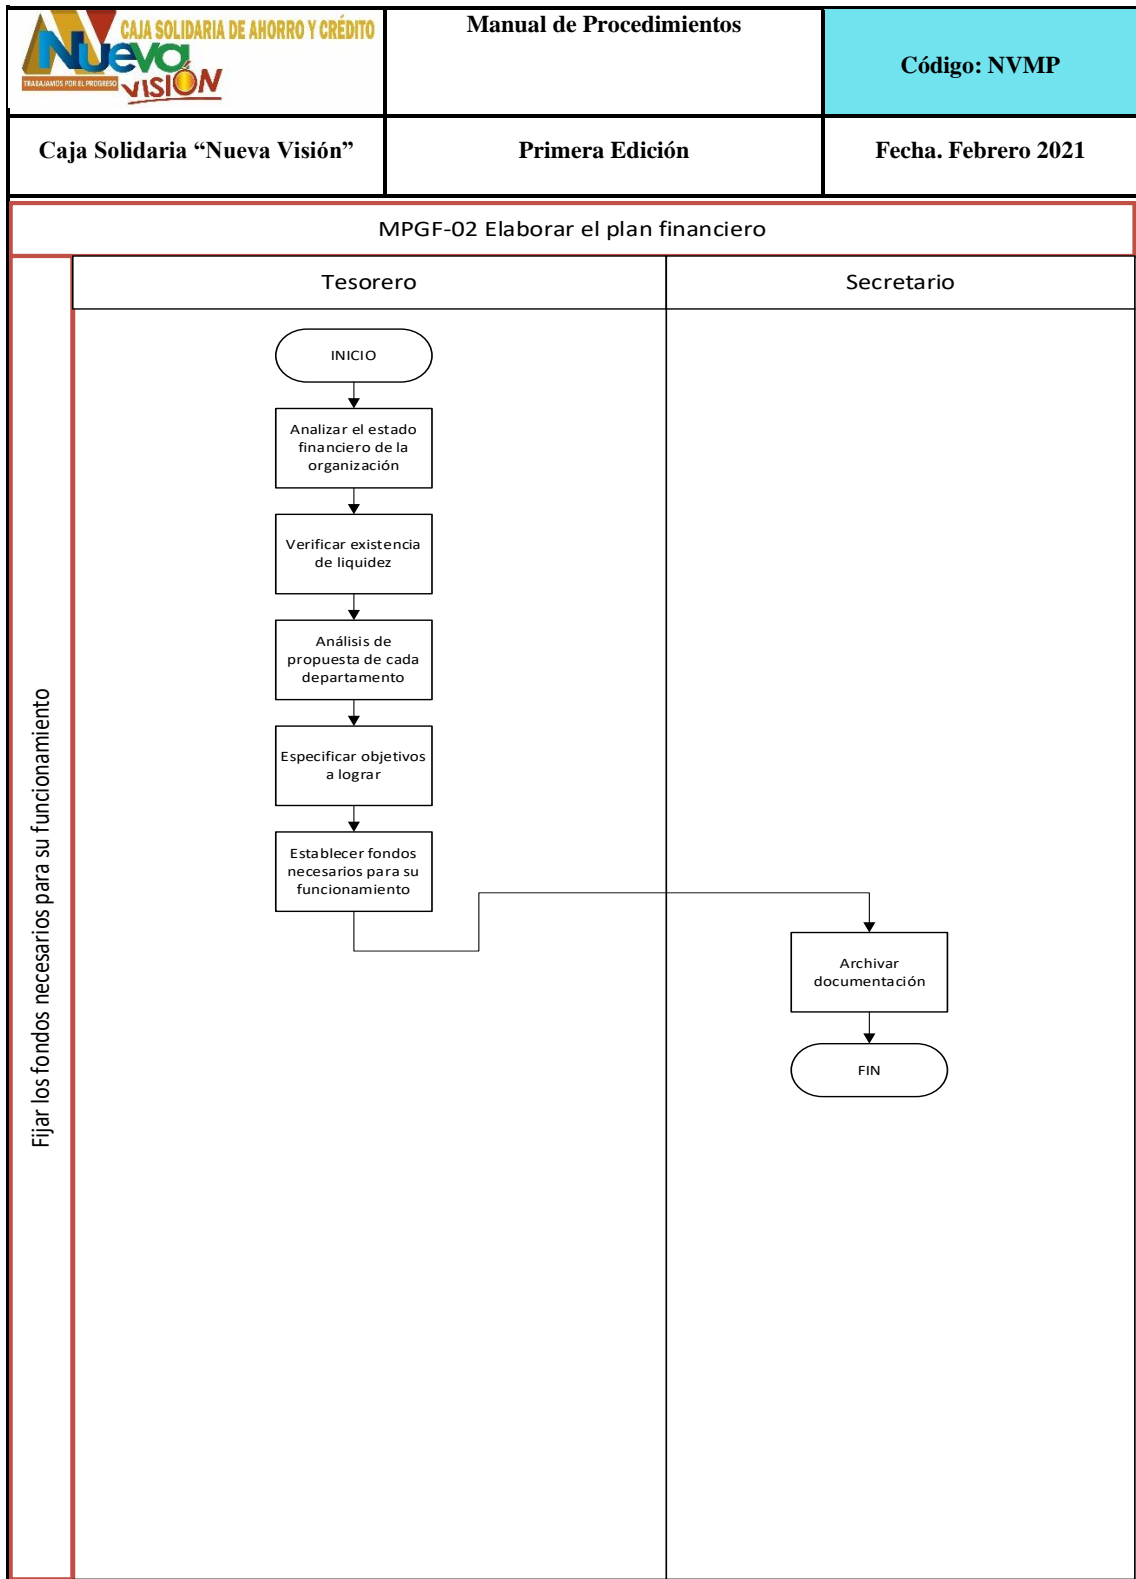 CAJA SOLIDARIA DE AHORRO Y CRÉDITO
Nueva
VISIÓN
TRABAJAMOS POR EL PROGRESO
Manual de Procedimientos
Código: NVMP
Caja Solidaria “Nueva Visión”
Primera Edición
Fecha. Febrero 2021
MPGF-02 Elaborar el plan financiero
Fijar los fondos necesarios para su funcionamiento
Tesorero
Secretario
INICIO
Analizar el estado
financiero de la
organización
Verificar existencia
de liquidez
Análisis de
propuesta de cada
departamento
Especificar objetivos
a lograr
Establecer fondos
necesarios para su
funcionamiento
Archivar
documentación
FIN